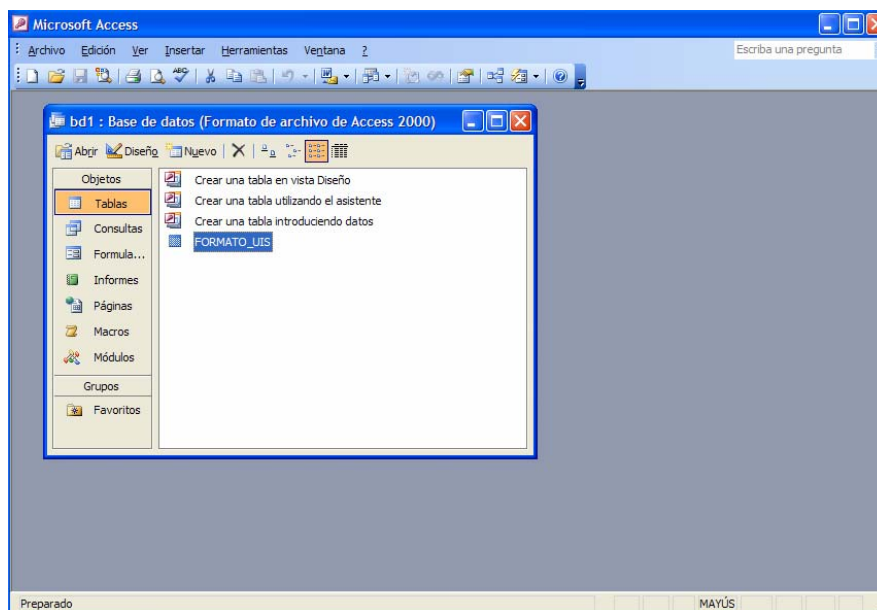 Microsoft Access
Archivo Edición Ver Insertar Herramientas Ventana ?
Escriba una pregunta
bd1 : Base de datos (Formato de archivo de Access 2000)
Abrir Diseño Nuevo
Objetos
Tablas
Consultas
Formula...
Informes
Páginas
Macros
Módulos
Grupos
Favoritos
Crear una tabla en vista Diseño
Crear una tabla utilizando el asistente
Crear una tabla introduciendo datos
FORMATO_UIS
Preparado
MAYÚS